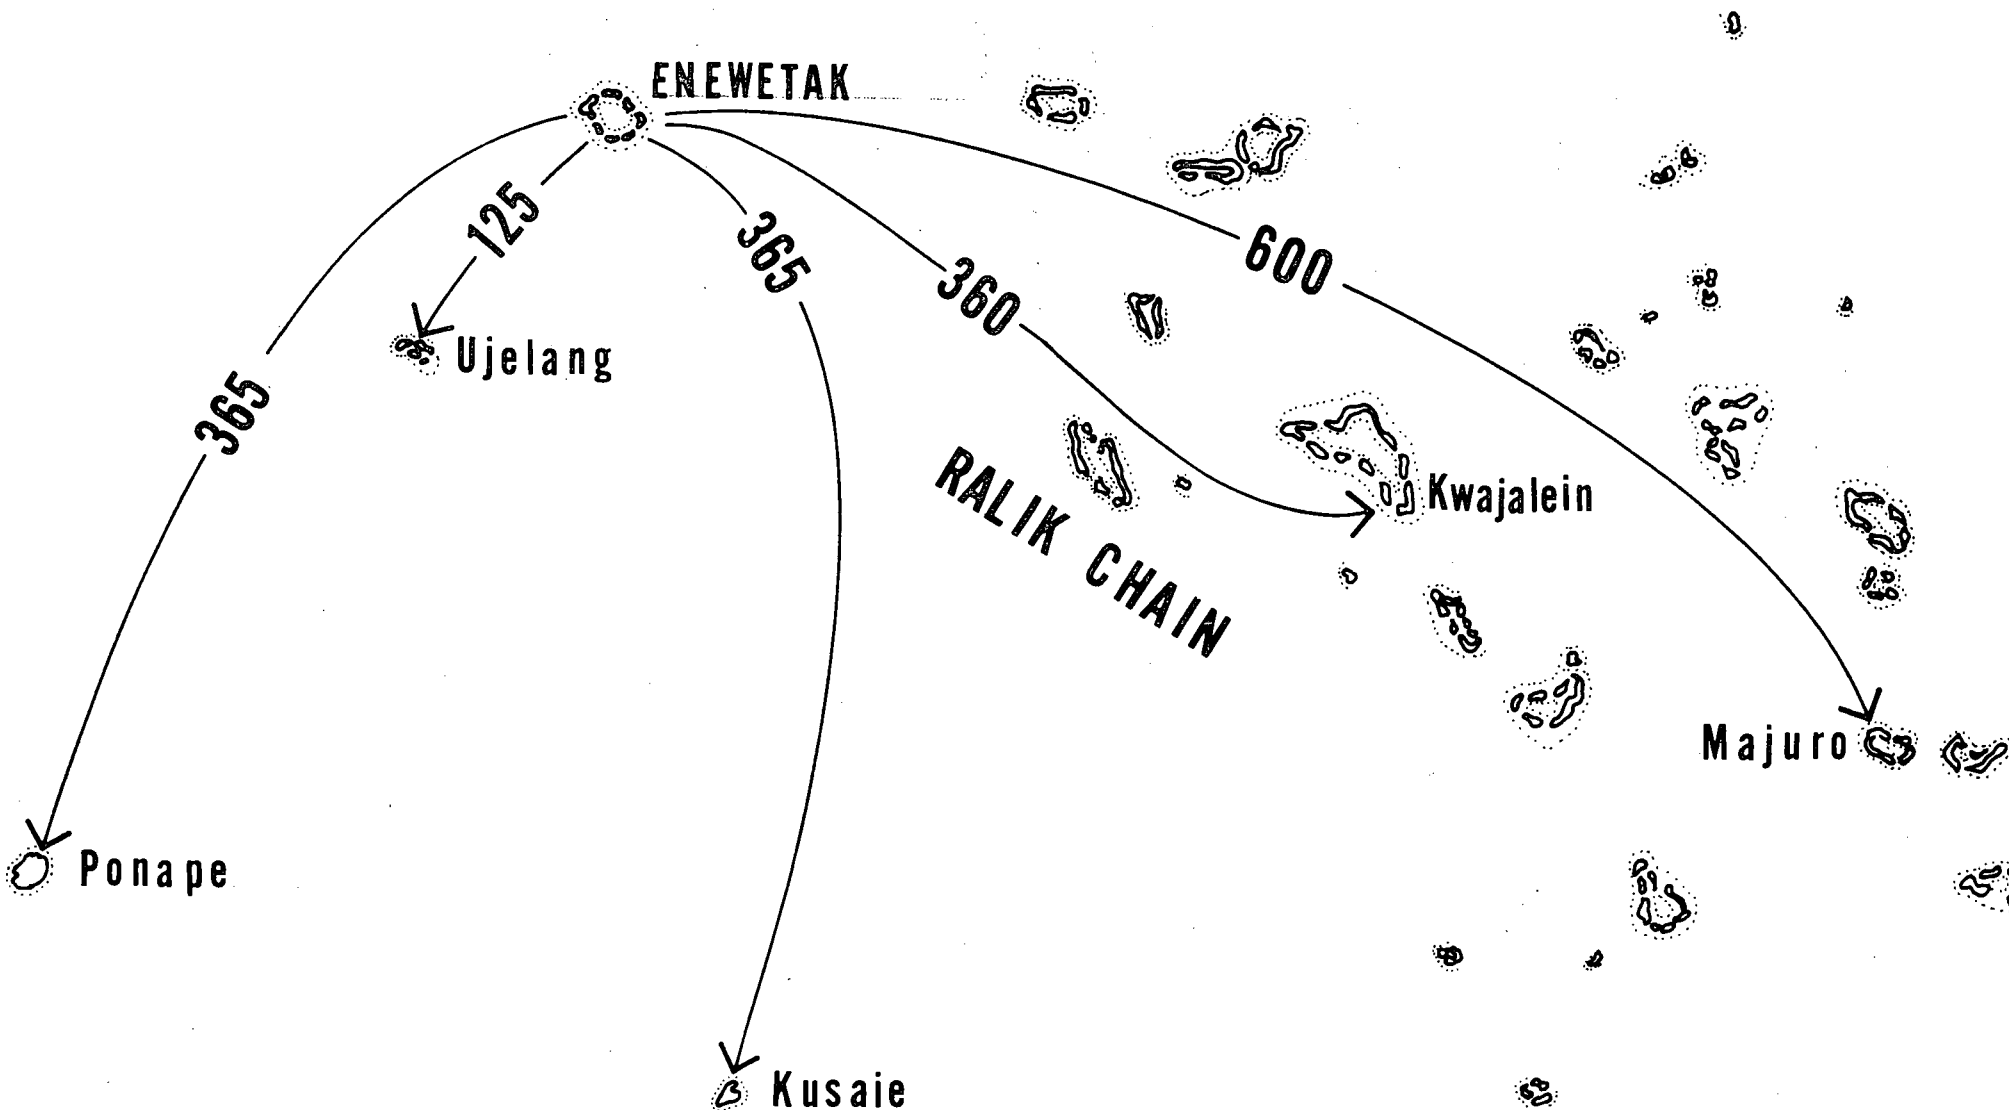 ENEWETAK
125
365
600
360
Ujelang
365
RALIK CHAIN
Kwajalein
Majuro
Ponape
Kusaie